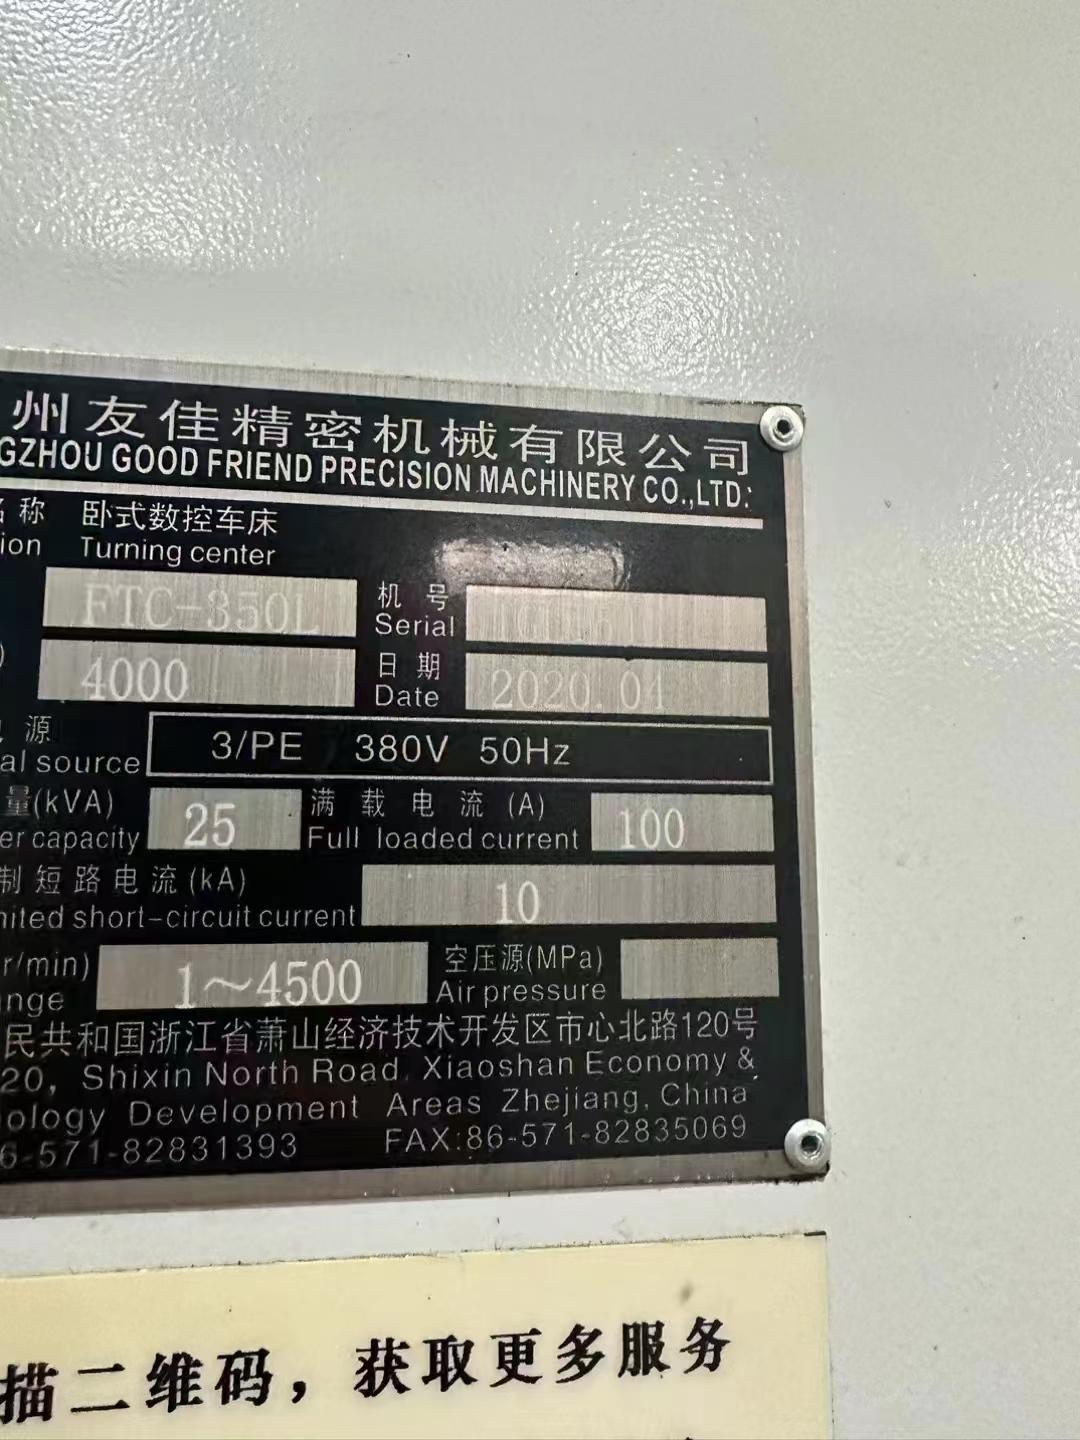 州友佳精密机械有限公司
GZHOU GOOD FRIEND PRECISION MACHINERY CO.,LTD.
名称 卧式数控车床
ion Turning center
FTC-350L 机号
Serial
4000 日期
Date 2020.01
源 3/PE 380V 50Hz
al source
量(kVA) 25 满载电流(A) 100
er capacity Full loaded current
制短路电流(kA) 10
mited short-circuit current
r/min) 1~4500 空压源(MPa)
nge Air pressure
民共和国浙江省萧山经济技术开发区市心北路120号
20, Shixin North Road, Xiaoshan Economy &
nology Development Areas Zhejiang, China
6-571-82831393 FAX:86-571-82835069
描二维码，获取更多服务